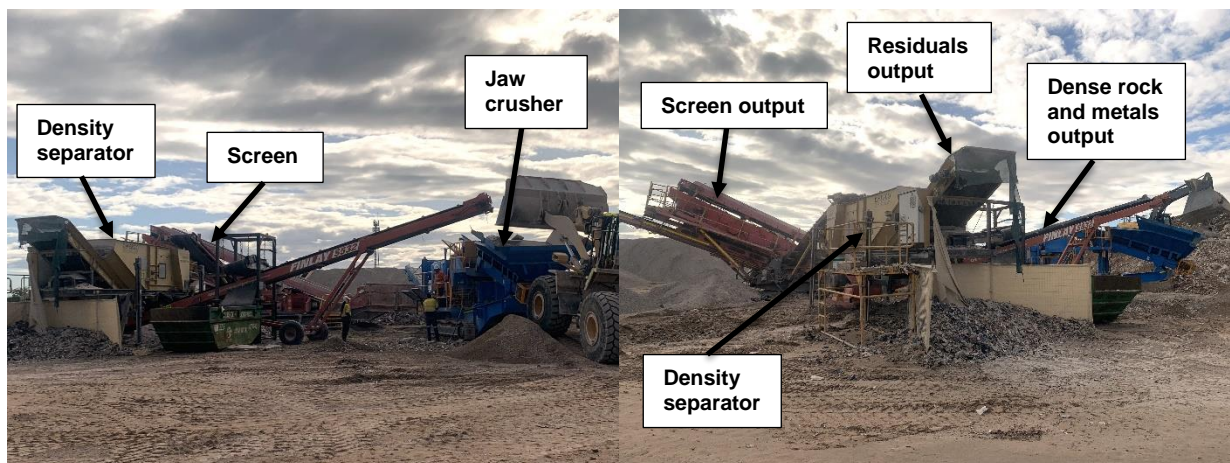 Density
separator
Screen
Jaw
crusher
FINLAY
Screen output
Residuals
output
Dense rock
and metals
output
FINLAY
Density
separator